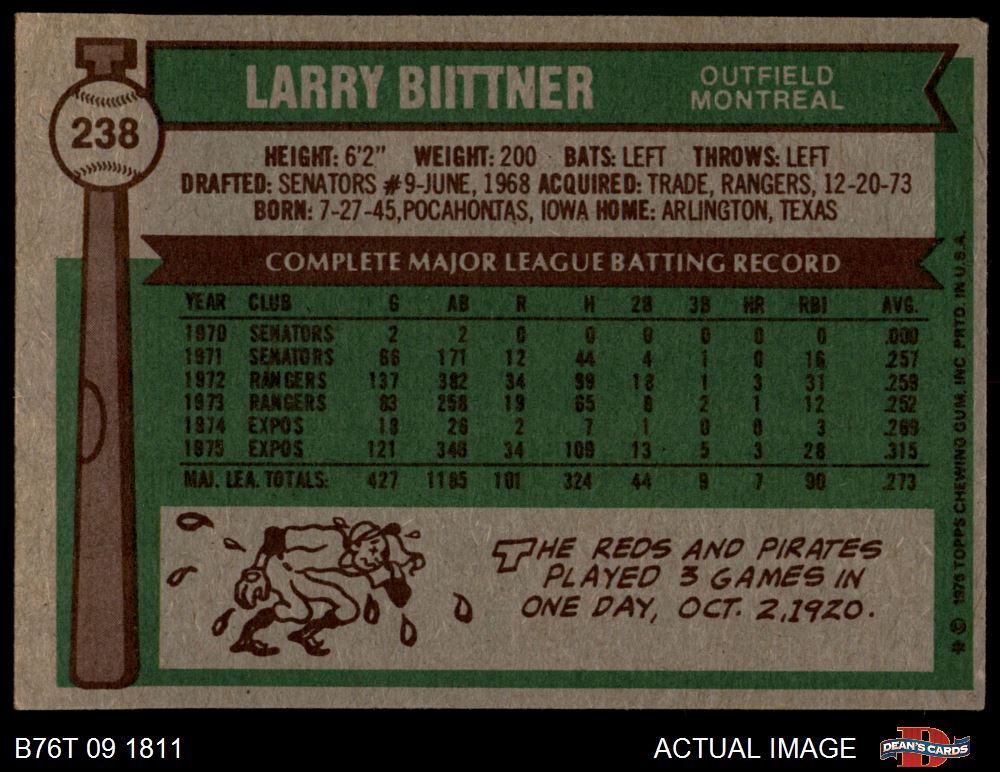 LARRY BIITTNER
OUTFIELD
MONTREAL
238
HEIGHT: 6'2" WEIGHT: 200 BATS: LEFT THROWS: LEFT
DRAFTED: SENATORS #9-JUNE, 1968 ACQUIRED: TRADE, RANGERS, 12-20-73
BORN: 7-27-45, POCAHONTAS, IOWA HOME: ARLINGTON, TEXAS
COMPLETE MAJOR LEAGUE BATTING RECORD
YEAR CLUB G AB R H 2B 3B HR RBI AVG.
1970 SENATORS 2 2 0 0 0 0 0 0 .000
1971 SENATORS 66 171 12 44 4 1 0 16 .257
1972 RANGERS 137 382 34 99 18 1 3 31 .259
1973 RANGERS 83 258 19 65 8 2 1 12 .252
1974 EXPOS 18 26 2 7 1 0 0 3 .269
1975 EXPOS 121 346 34 109 13 5 3 28 .315
MAJ. LEA. TOTALS: 427 1185 101 324 44 9 7 90 .273
THE REDS AND PIRATES
PLAYED 3 GAMES IN
ONE DAY, OCT. 2, 1920.
© 1976 TOPPS CHEWING GUM, INC. PRTD. IN U.S.A.
B76T 09 1811
ACTUAL IMAGE
DEAN'S CARDS